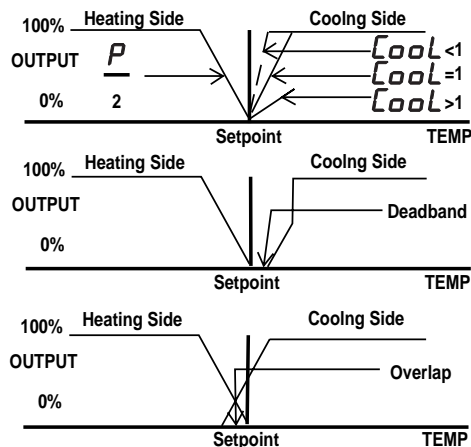 Heating Side Coolng Side
100%
OUTPUT P CooL <1
CooL =1
0% 2 CooL >1
Setpoint TEMP
Heating Side Coolng Side
100%
OUTPUT Deadband
0%
Setpoint TEMP
Heating Side Coolng Side
100%
OUTPUT Overlap
0%
Setpoint TEMP